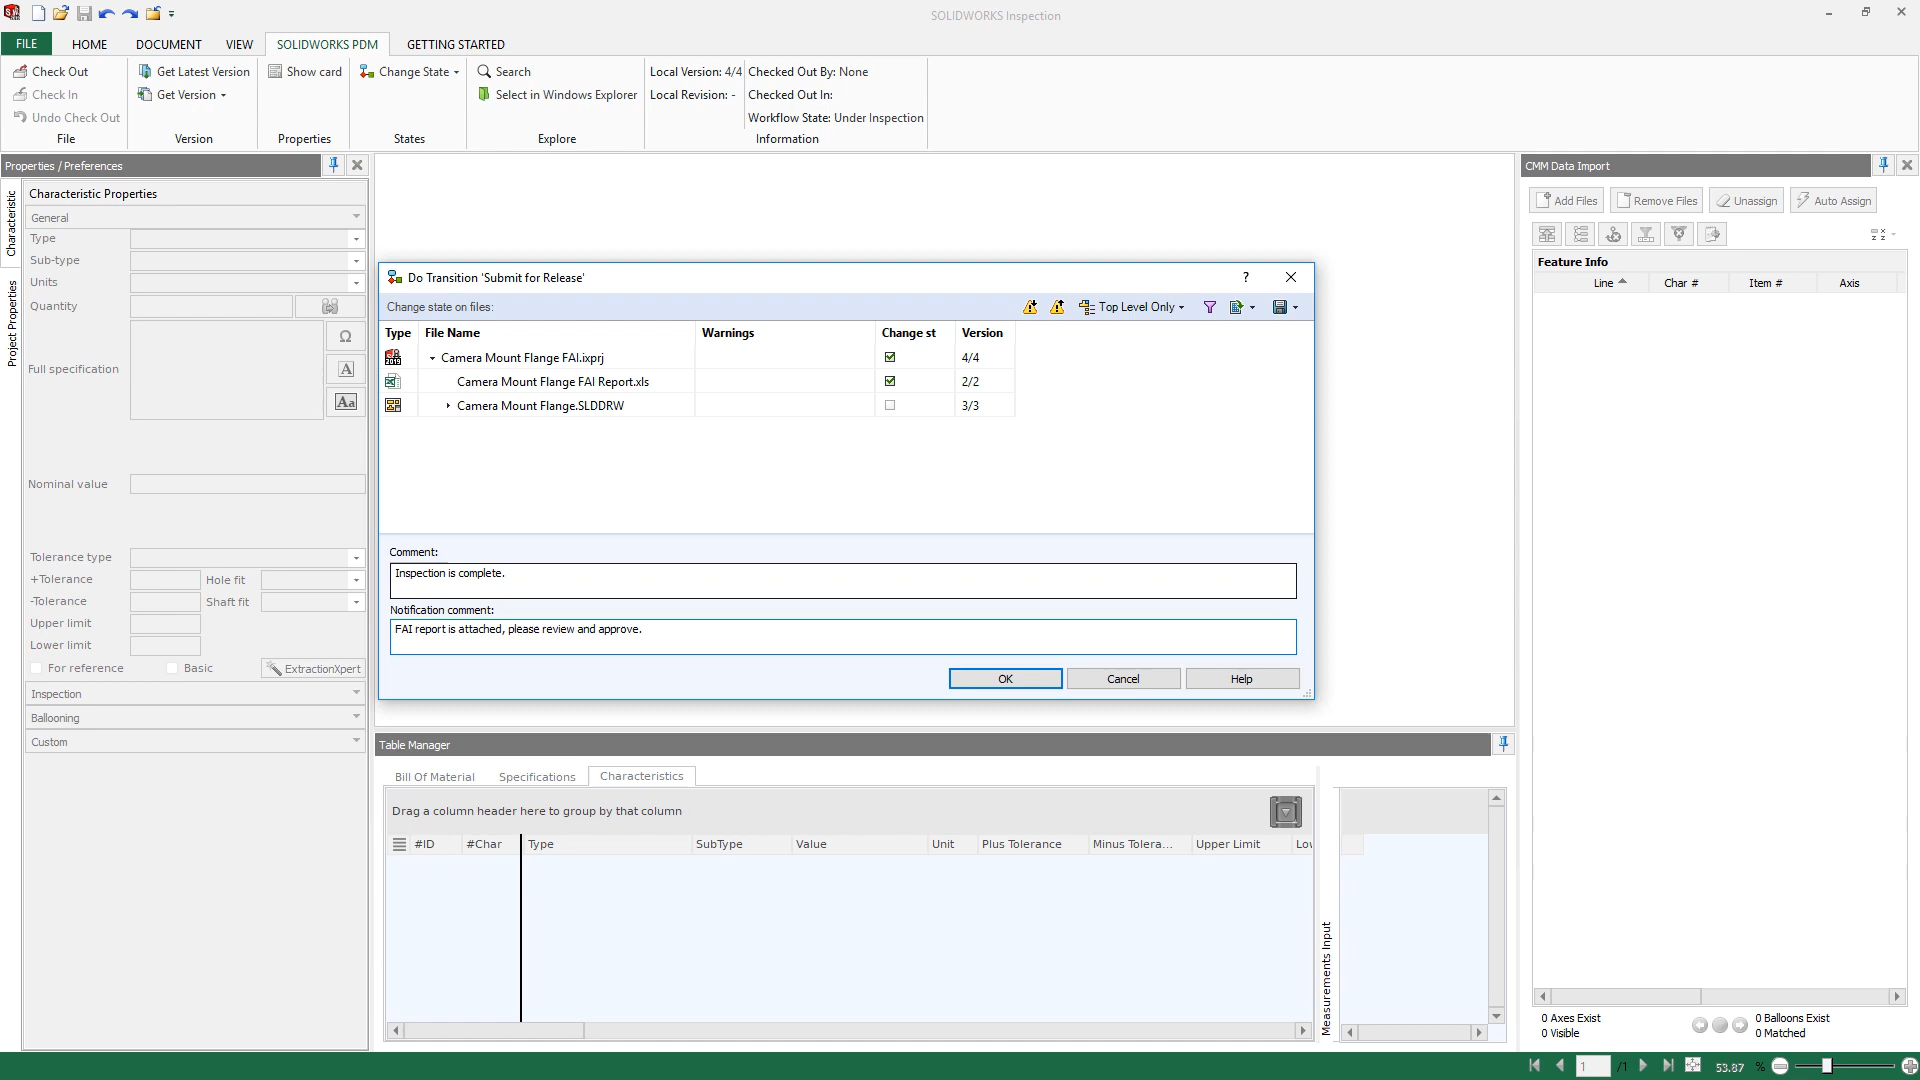 SOLIDWORKS Inspection
FILE
HOME
DOCUMENT
VIEW
SOLIDWORKS PDM
GETTING STARTED
Check Out
Check In
Undo Check Out
File
Get Latest Version
Get Version
Version
Show card
Properties
Change State
States
Search
Select in Windows Explorer
Explore
Local Version: 4/4
Local Revision: -
Checked Out By: None
Checked Out In:
Workflow State: Under Inspection
Information
Properties / Preferences
Characteristic
Project Properties
Characteristic Properties
General
Type
Sub-type
Units
Quantity
Full specification
Ω
A
Aa
Nominal value
Tolerance type
+Tolerance
Hole fit
-Tolerance
Shaft fit
Upper limit
Lower limit
For reference
Basic
ExtractionXpert
Inspection
Ballooning
Custom
Do Transition 'Submit for Release'
?
Change state on files:
Top Level Only
Type File Name Warnings Change st Version
Camera Mount Flange FAI.ixprj 4/4
Camera Mount Flange FAI Report.xls 2/2
Camera Mount Flange.SLDDRW 3/3
Comment:
Inspection is complete.
Notification comment:
FAI report is attached, please review and approve.
OK
Cancel
Help
Table Manager
Bill Of Material
Specifications
Characteristics
Drag a column header here to group by that column
#ID #Char Type SubType Value Unit Plus Tolerance Minus Tolera... Upper Limit
Measurements Input
CMM Data Import
Add Files
Remove Files
Unassign
Auto Assign
Feature Info
Line Char # Item # Axis
0 Axes Exist
0 Visible
0 Balloons Exist
0 Matched
1
/1
53.87 %